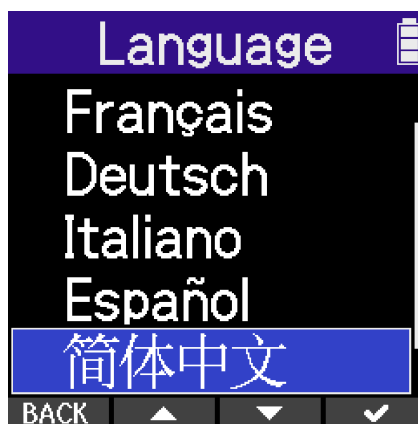 Language
Français
Deutsch
Italiano
Español
简体中文
BACK